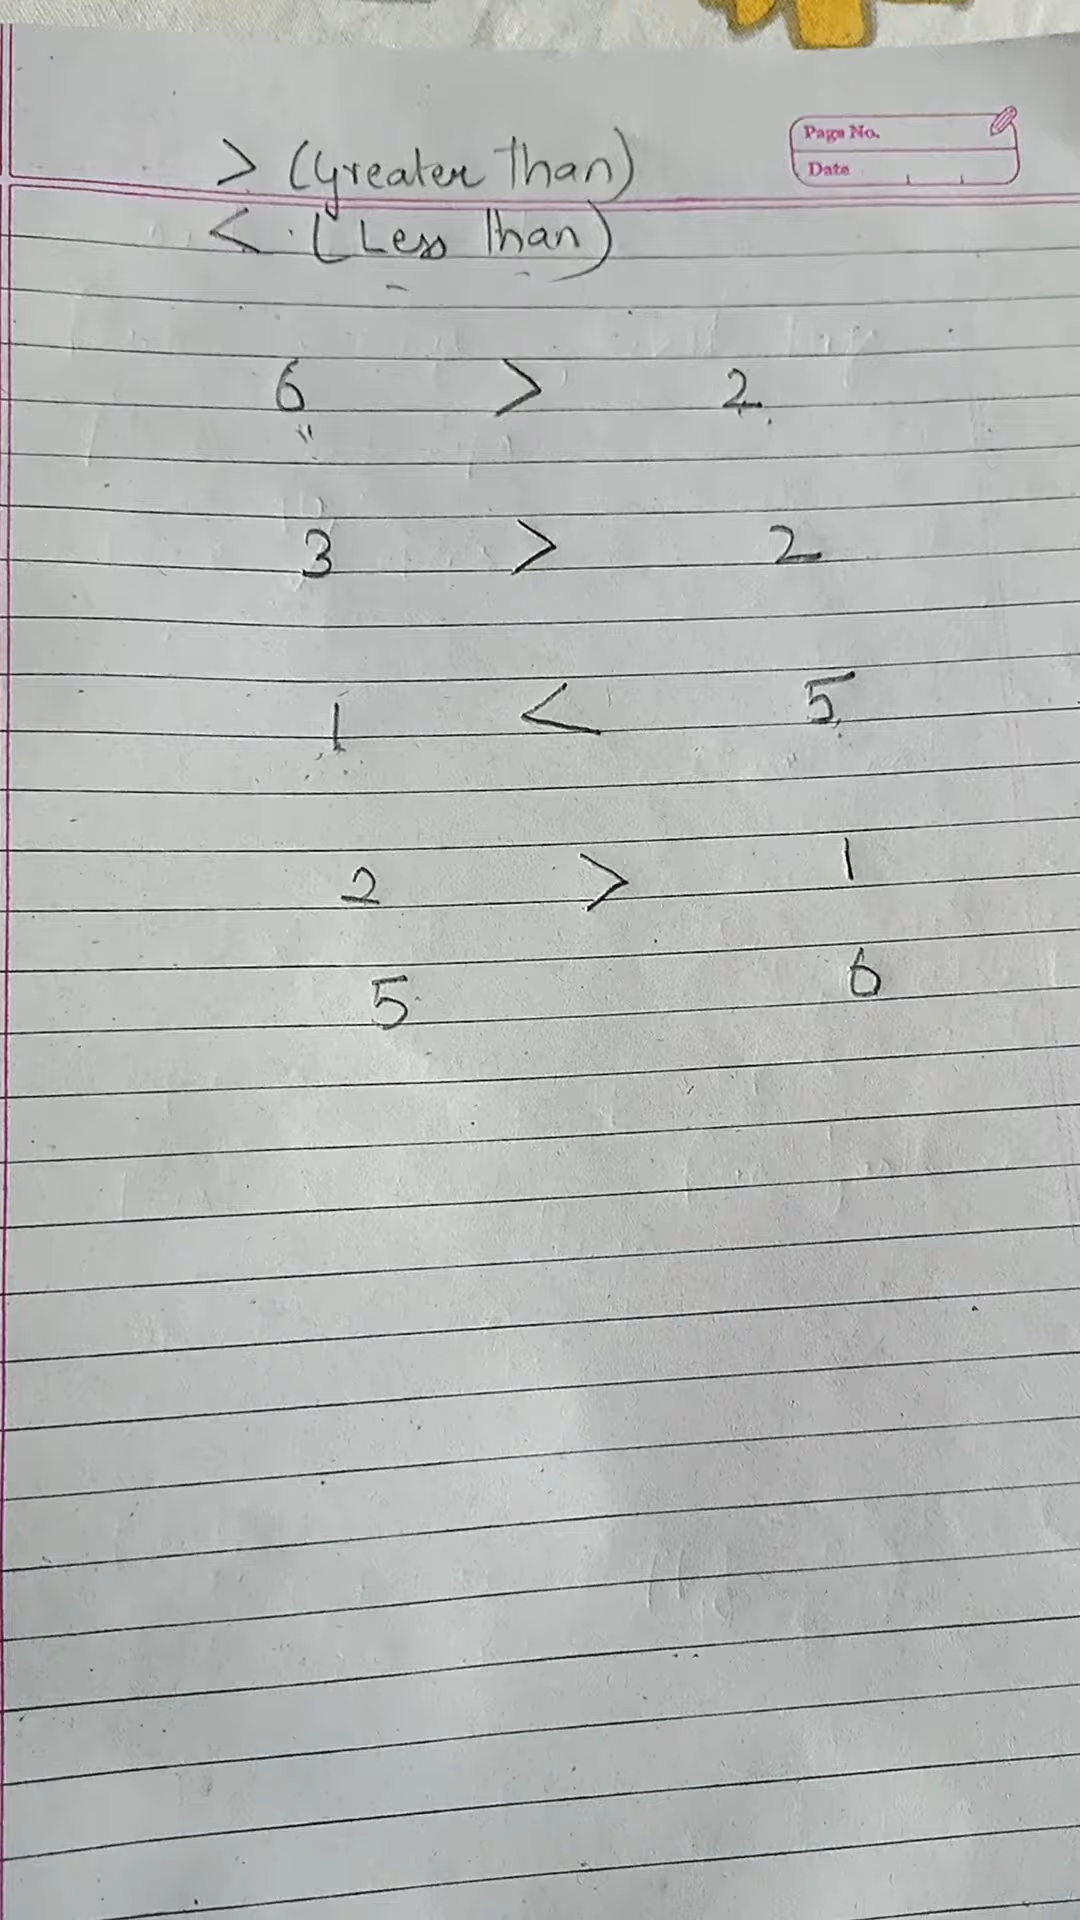 Page No.
Date
> (Greater Than)
< (Less Than)
6 > 2
3 > 2
1 < 5
2 > 1
5 6